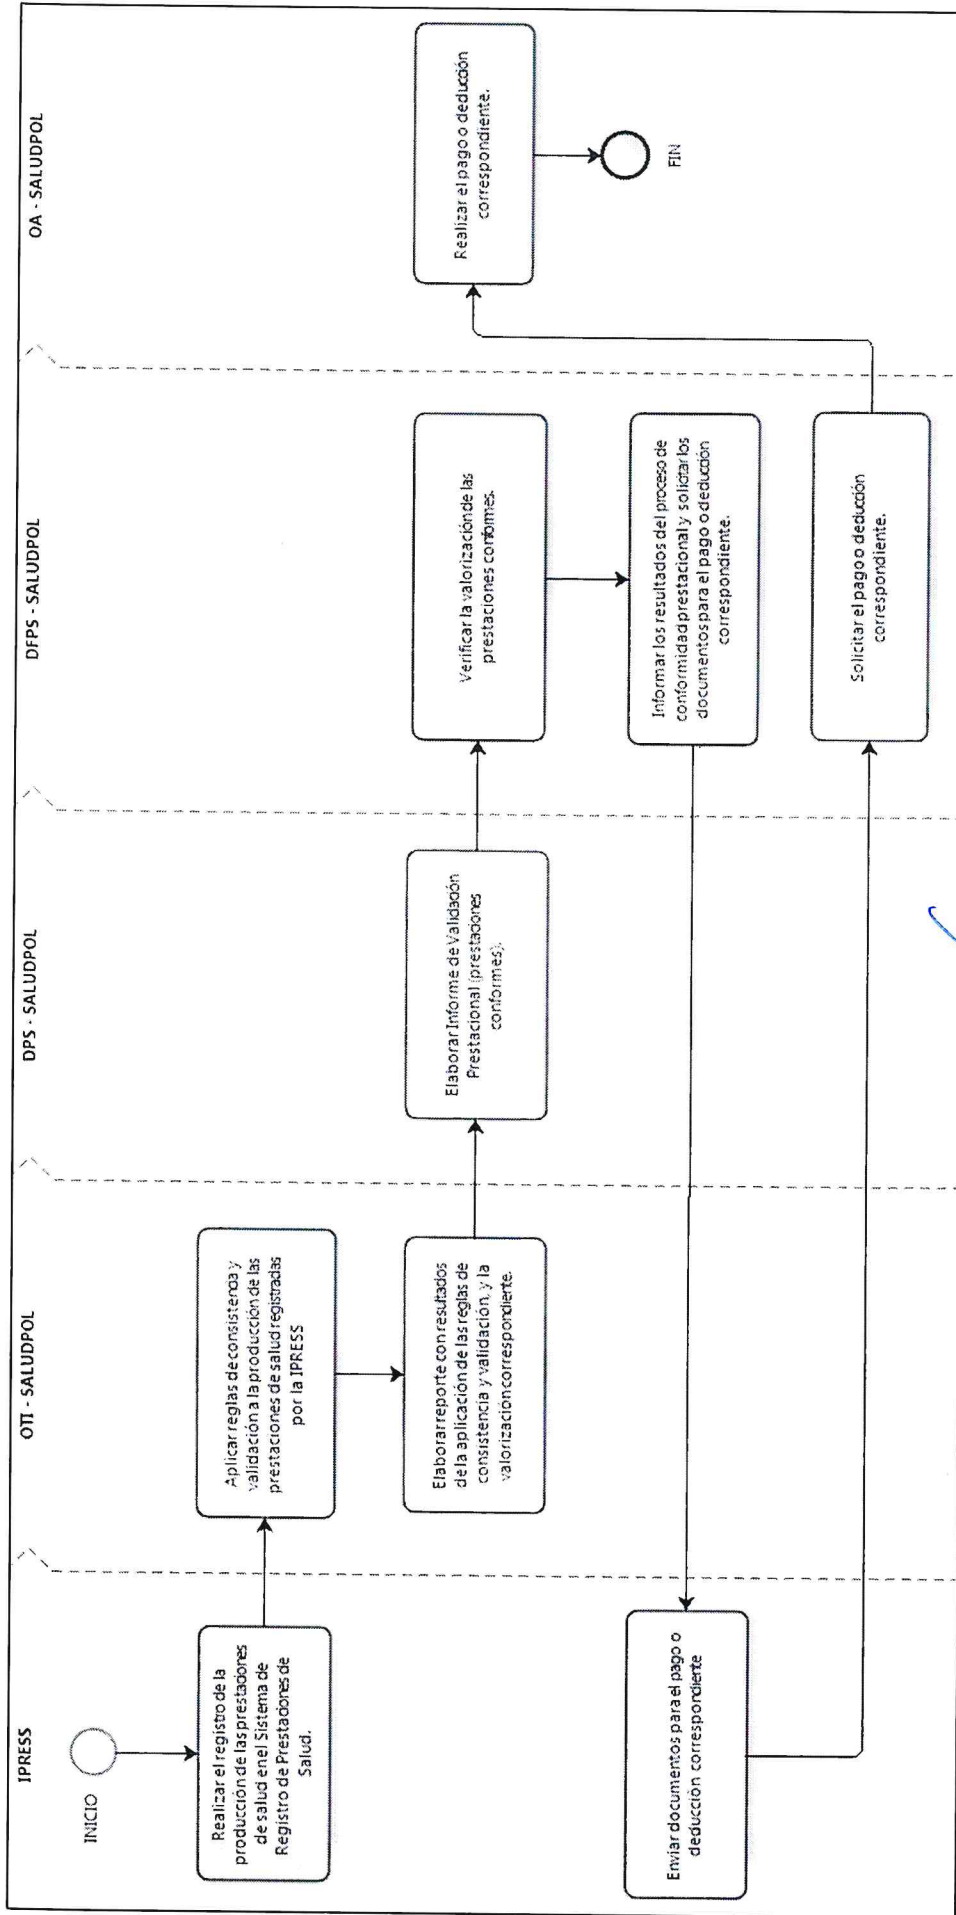 IPRESS
OTI - SALUDPOL
DPS - SALUDPOL
DFPS - SALUDPOL
OA - SALUDPOL
INICIO
Realizar el registro de la
producción de las prestaciones
de salud en el Sistema de
Registro de Prestaciones de
Salud.
Aplicar reglas de consistencia y
validación a la producción de las
prestaciones de salud registradas
por la IPRESS
Elaborar reporte con resultados
de la aplicación de las reglas de
consistencia y validación, y la
valorización correspondiente.
Elaborar Informe de Validación
Prestacional (prestaciones
conformes).
Verificar la valorización de las
prestaciones conformes.
Informar los resultados del proceso de
conformidad prestacional y solicitar los
documentos para el pago o deducción
correspondiente.
Enviar documentos para el pago o
deducción correspondiente
Solicitar el pago o deducción
correspondiente.
Realizar el pago o deducción
correspondiente.
FIN